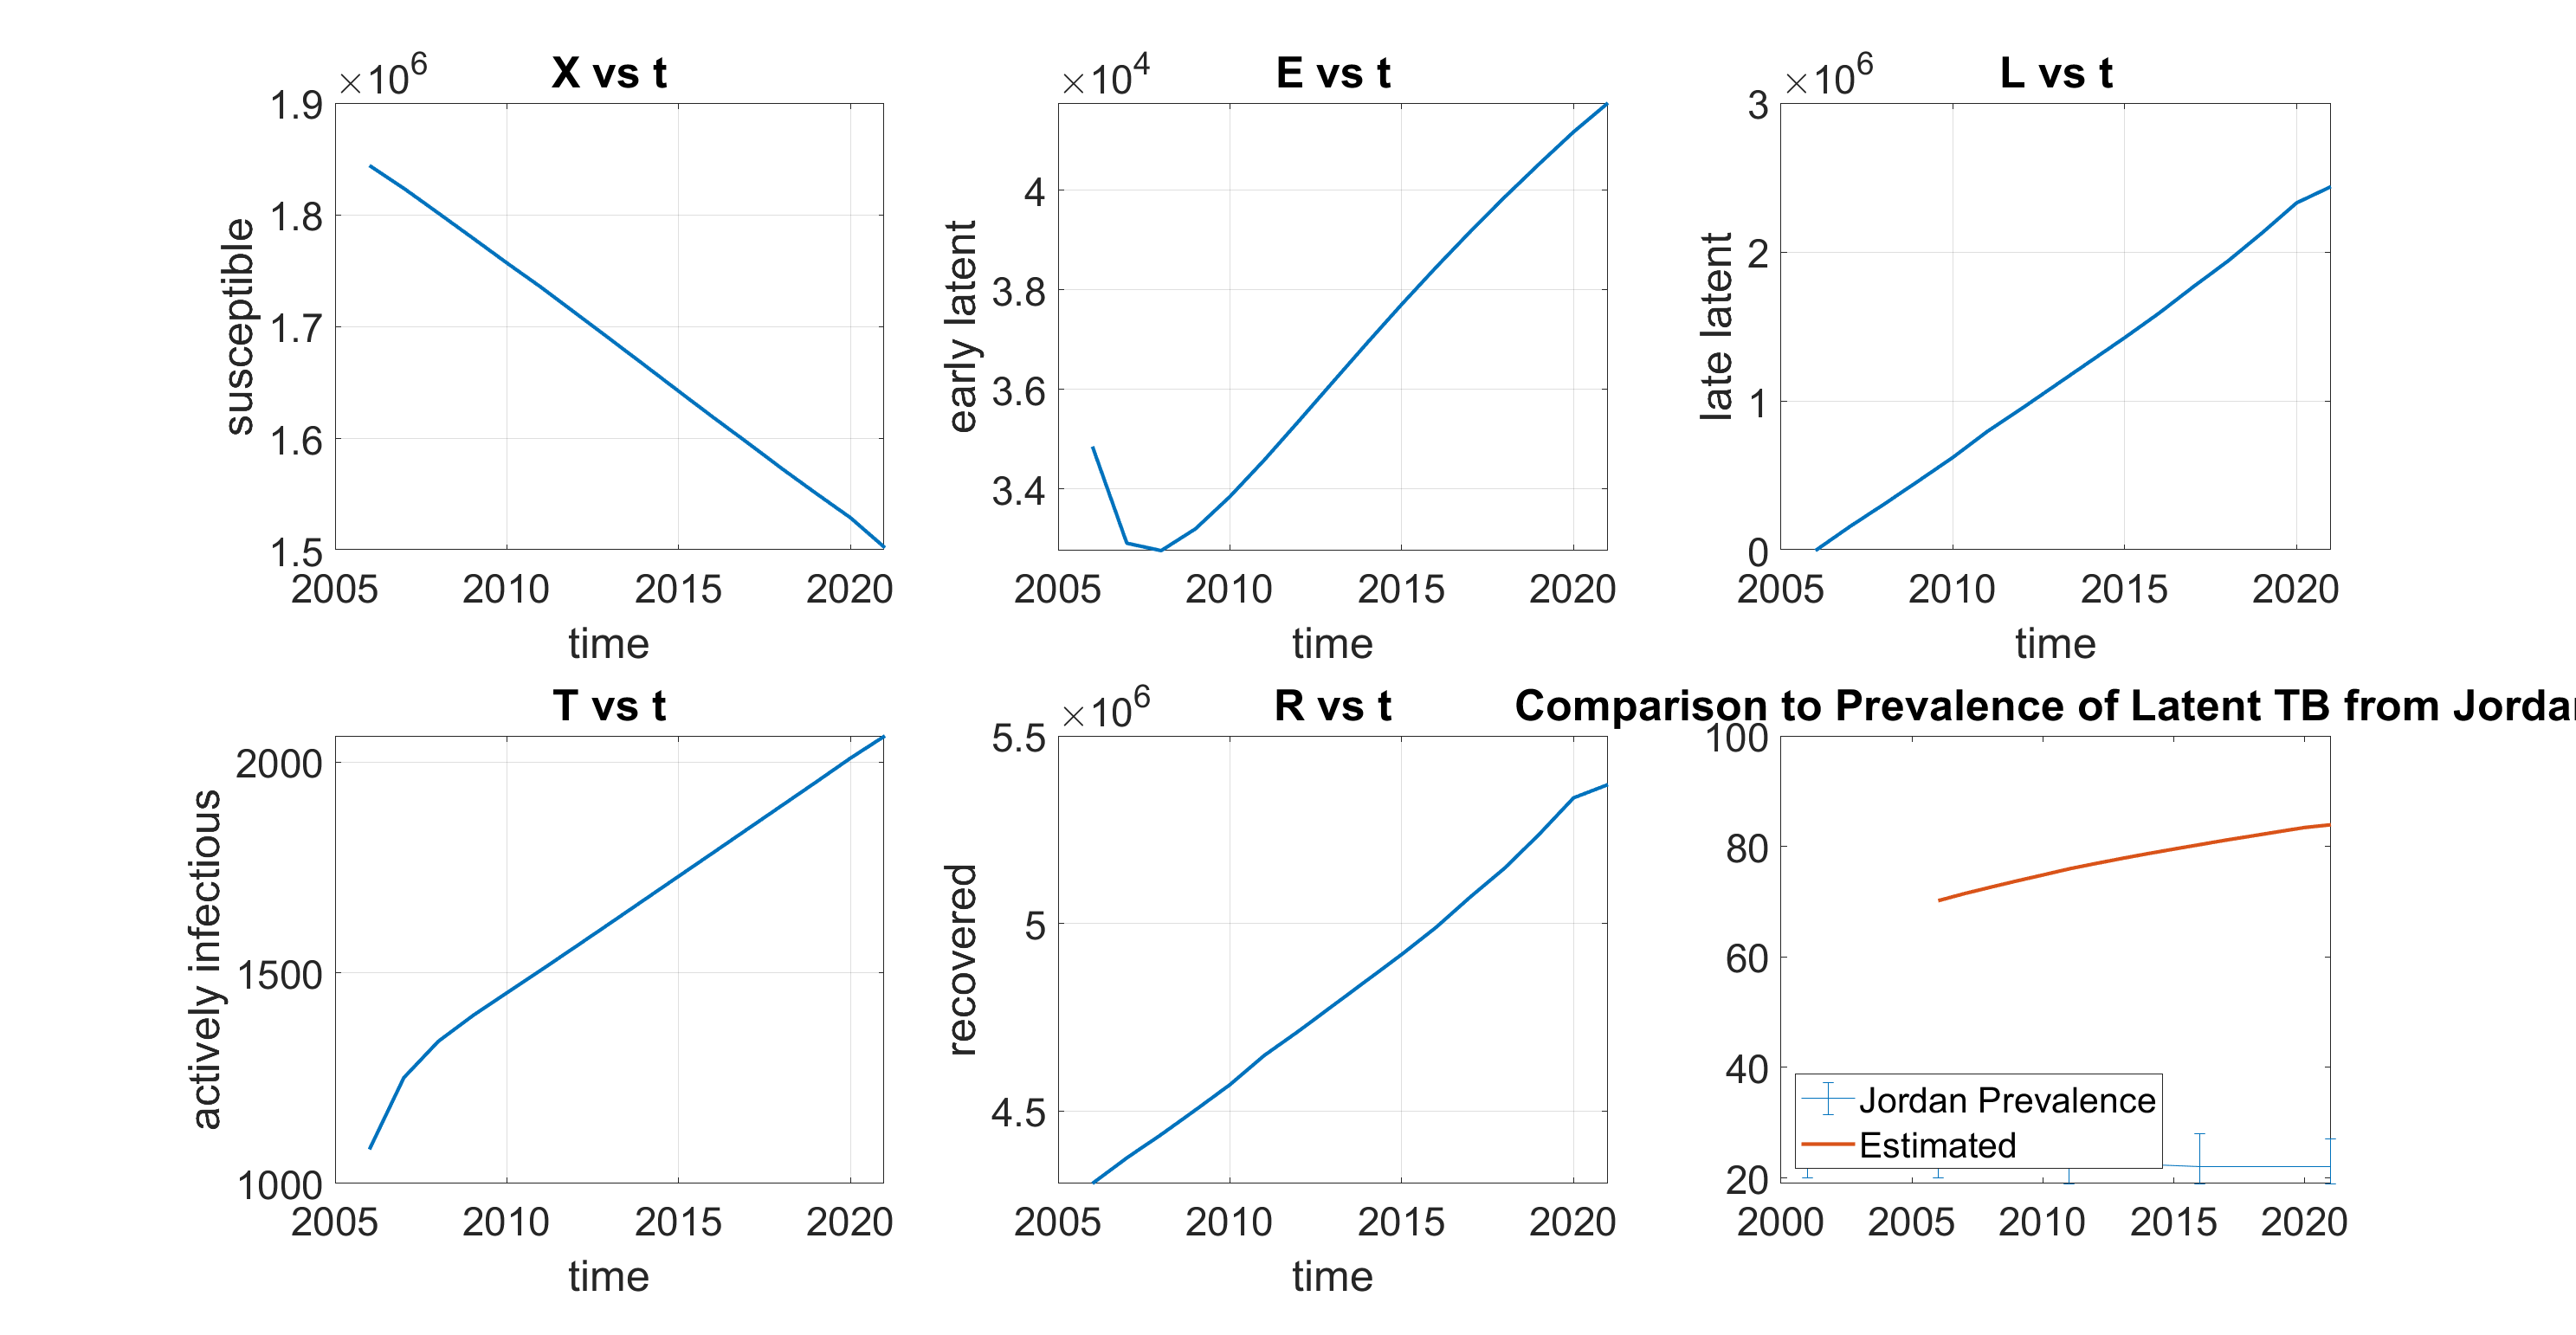 X vs t
×10^6
1.9
1.8
1.7
1.6
1.5
susceptible
2005 2010 2015 2020
time
E vs t
×10^4
4
3.8
3.6
3.4
early latent
2005 2010 2015 2020
time
L vs t
×10^6
3
2
1
0
late latent
2005 2010 2015 2020
time
T vs t
2000
1500
1000
actively infectious
2005 2010 2015 2020
time
R vs t
×10^6
5.5
5
4.5
recovered
2005 2010 2015 2020
time
Comparison to Prevalence of Latent TB from Jorda
100
80
60
40
20
Jordan Prevalence
Estimated
2000 2005 2010 2015 2020